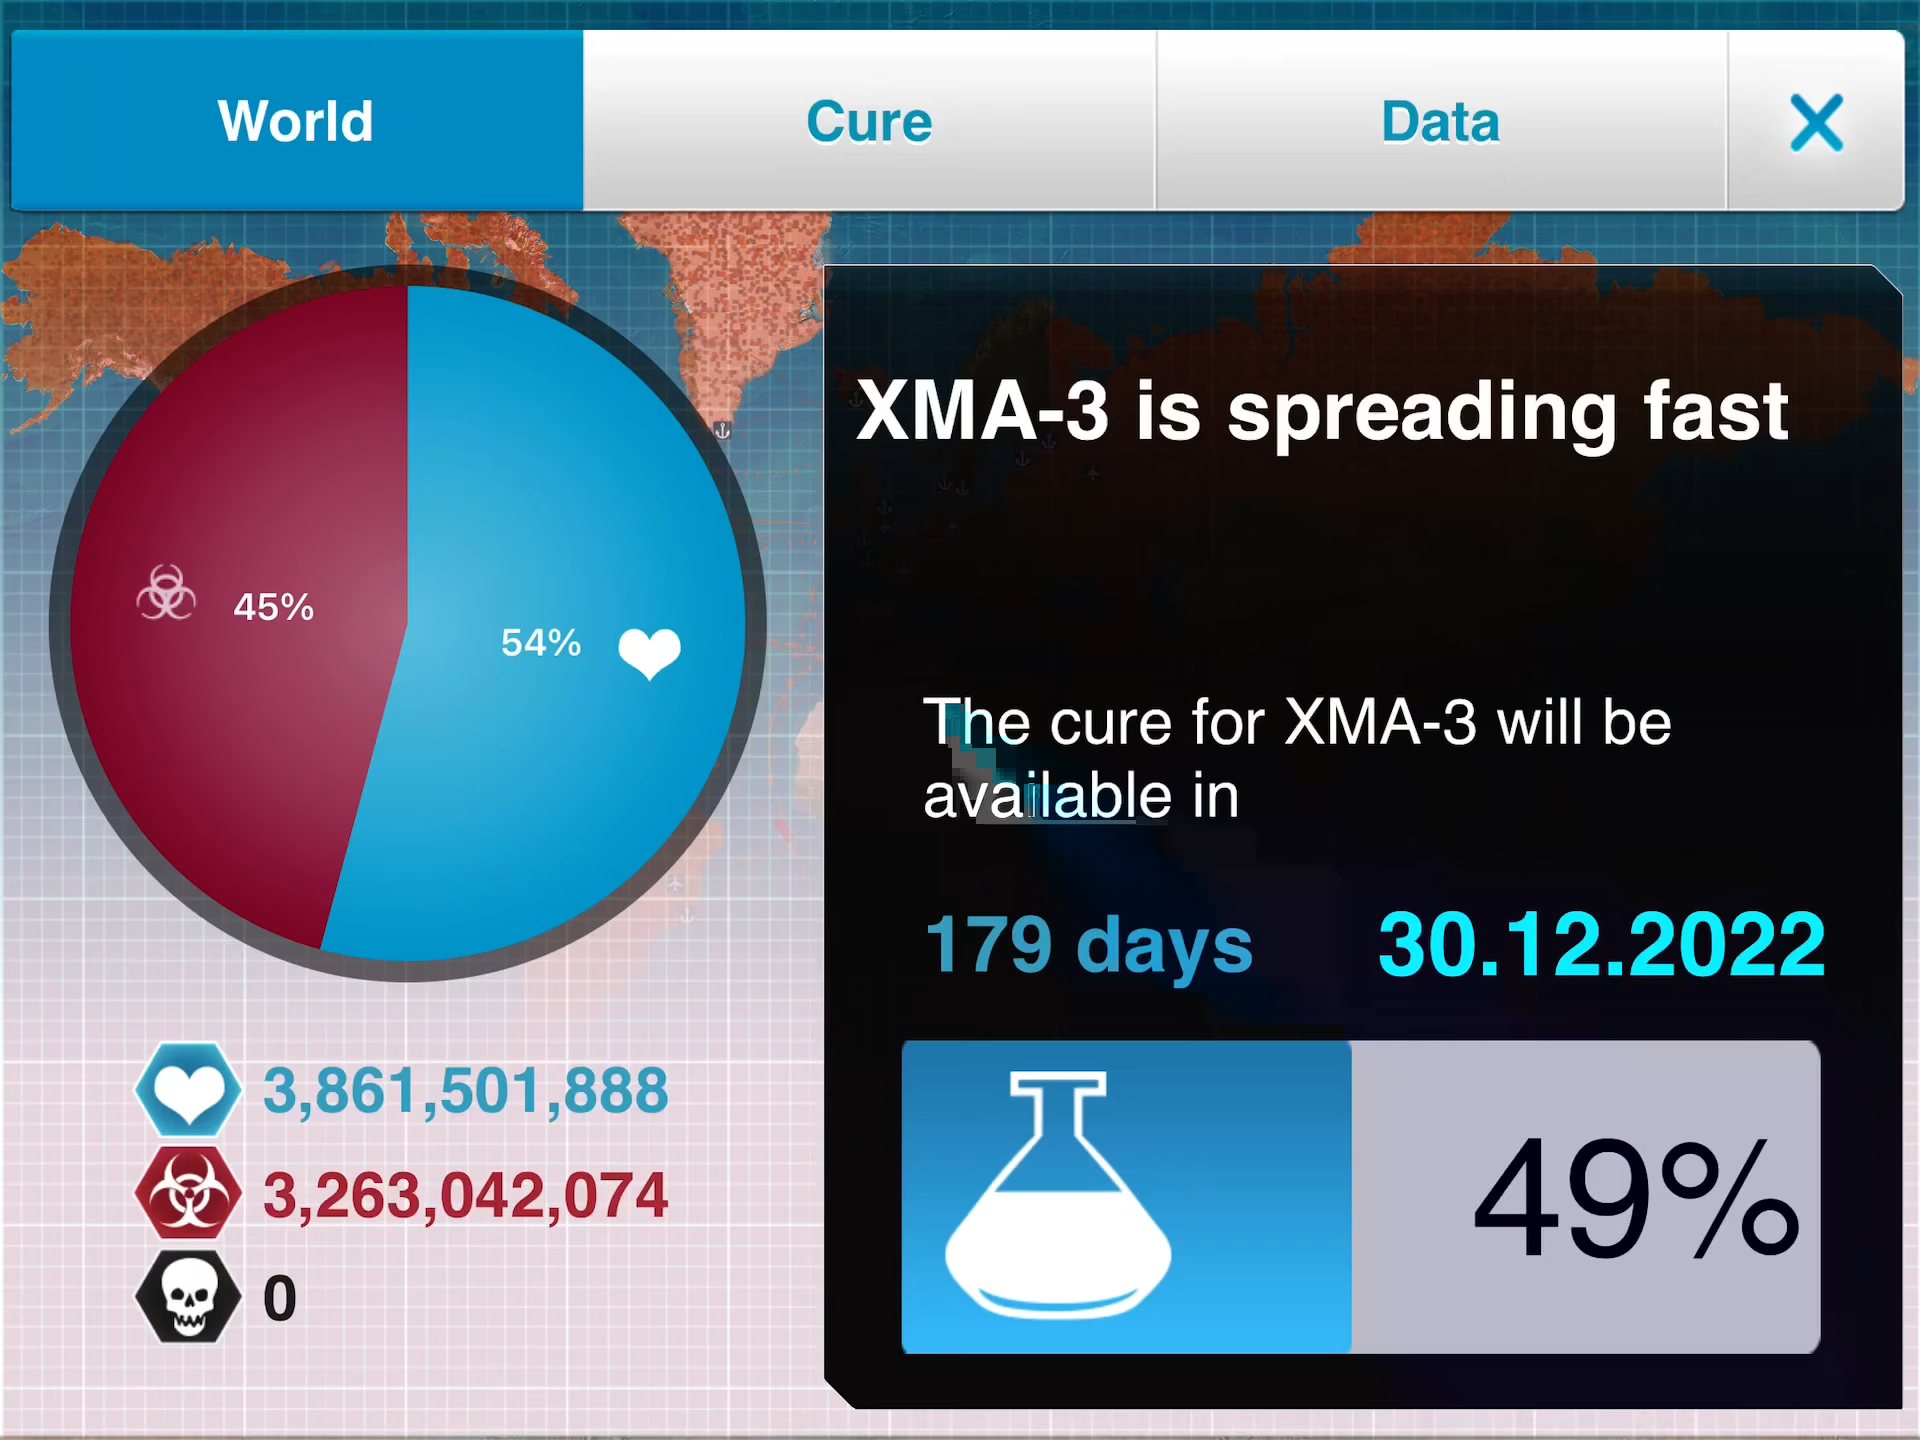 World
Cure
Data
45%
54%
3,861,501,888
3,263,042,074
0
XMA-3 is spreading fast
The cure for XMA-3 will be
available in
179 days
30.12.2022
49%